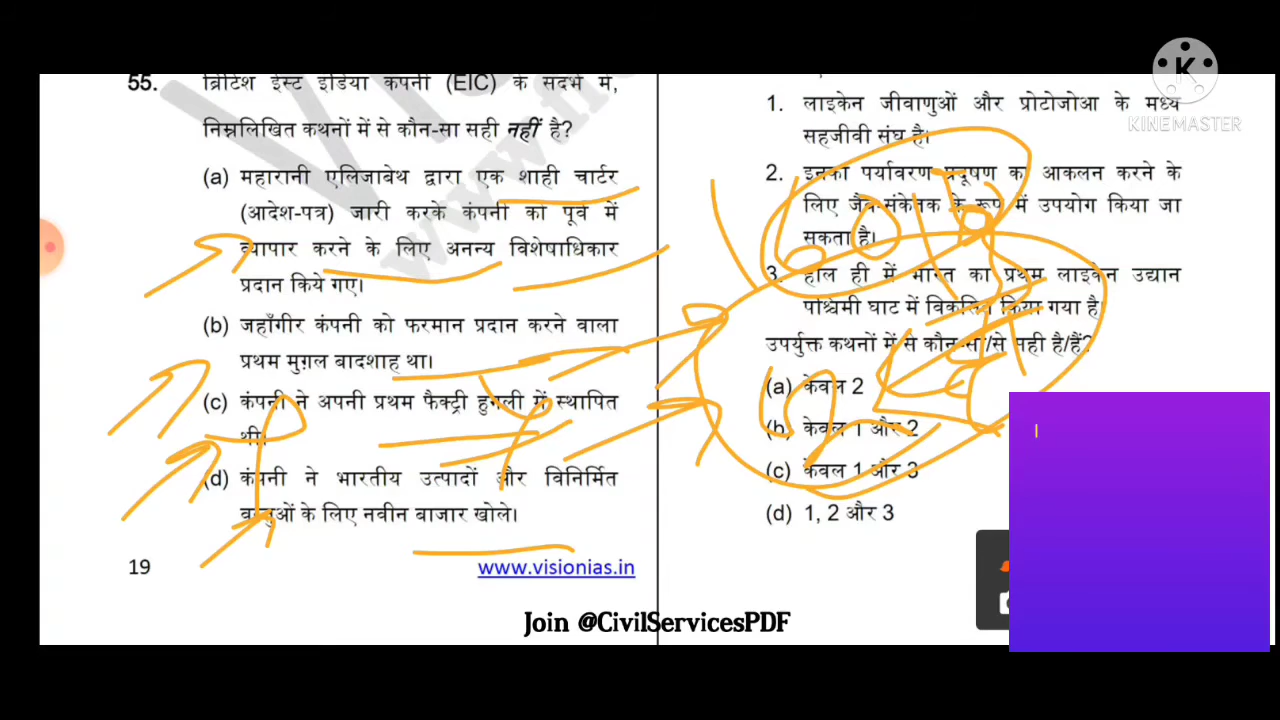 KINEMASTER
55. ब्रिटिश ईस्ट इंडिया कंपनी (EIC) के संदर्भ में,
निम्नलिखित कथनों में से कौन-सा सही नहीं है?
(a) महारानी एलिजाबेथ द्वारा एक शाही चार्टर
(आदेश-पत्र) जारी करके कंपनी को पूर्व में
व्यापार करने के लिए अनन्य विशेषाधिकार
प्रदान किये गए।
(b) जहाँगीर कंपनी को फरमान प्रदान करने वाला
प्रथम मुग़ल बादशाह था।
(c) कंपनी ने अपनी प्रथम फैक्ट्री हुगली में स्थापित
थी।
(d) कंपनी ने भारतीय उत्पादों और विनिर्मित
वस्तुओं के लिए नवीन बाजार खोले।
19 www.visionias.in
1. लाइकेन जीवाणुओं और प्रोटोजोआ के मध्य
सहजीवी संघ है।
2. इनका पर्यावरण प्रदूषण का आकलन करने के
लिए जैव-संकेतक के रूप में उपयोग किया जा
सकता है।
3. हाल ही में भारत का प्रथम लाइकेन उद्यान
पश्चिमी घाट में विकसित किया गया है।
उपर्युक्त कथनों में से कौन-सा/से सही है/हैं?
(a) केवल 2
(b) केवल 1 और 2
(c) केवल 1 और 3
(d) 1, 2 और 3
Join @CivilServicesPDF